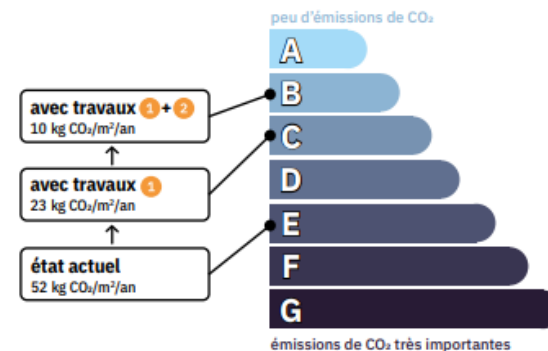 peu d'émissions de CO₂
A
B
C
D
E
F
G
émissions de CO₂ très importantes
avec travaux 1 + 2
10 kg CO₂/m²/an
avec travaux 1
23 kg CO₂/m²/an
état actuel
52 kg CO₂/m²/an